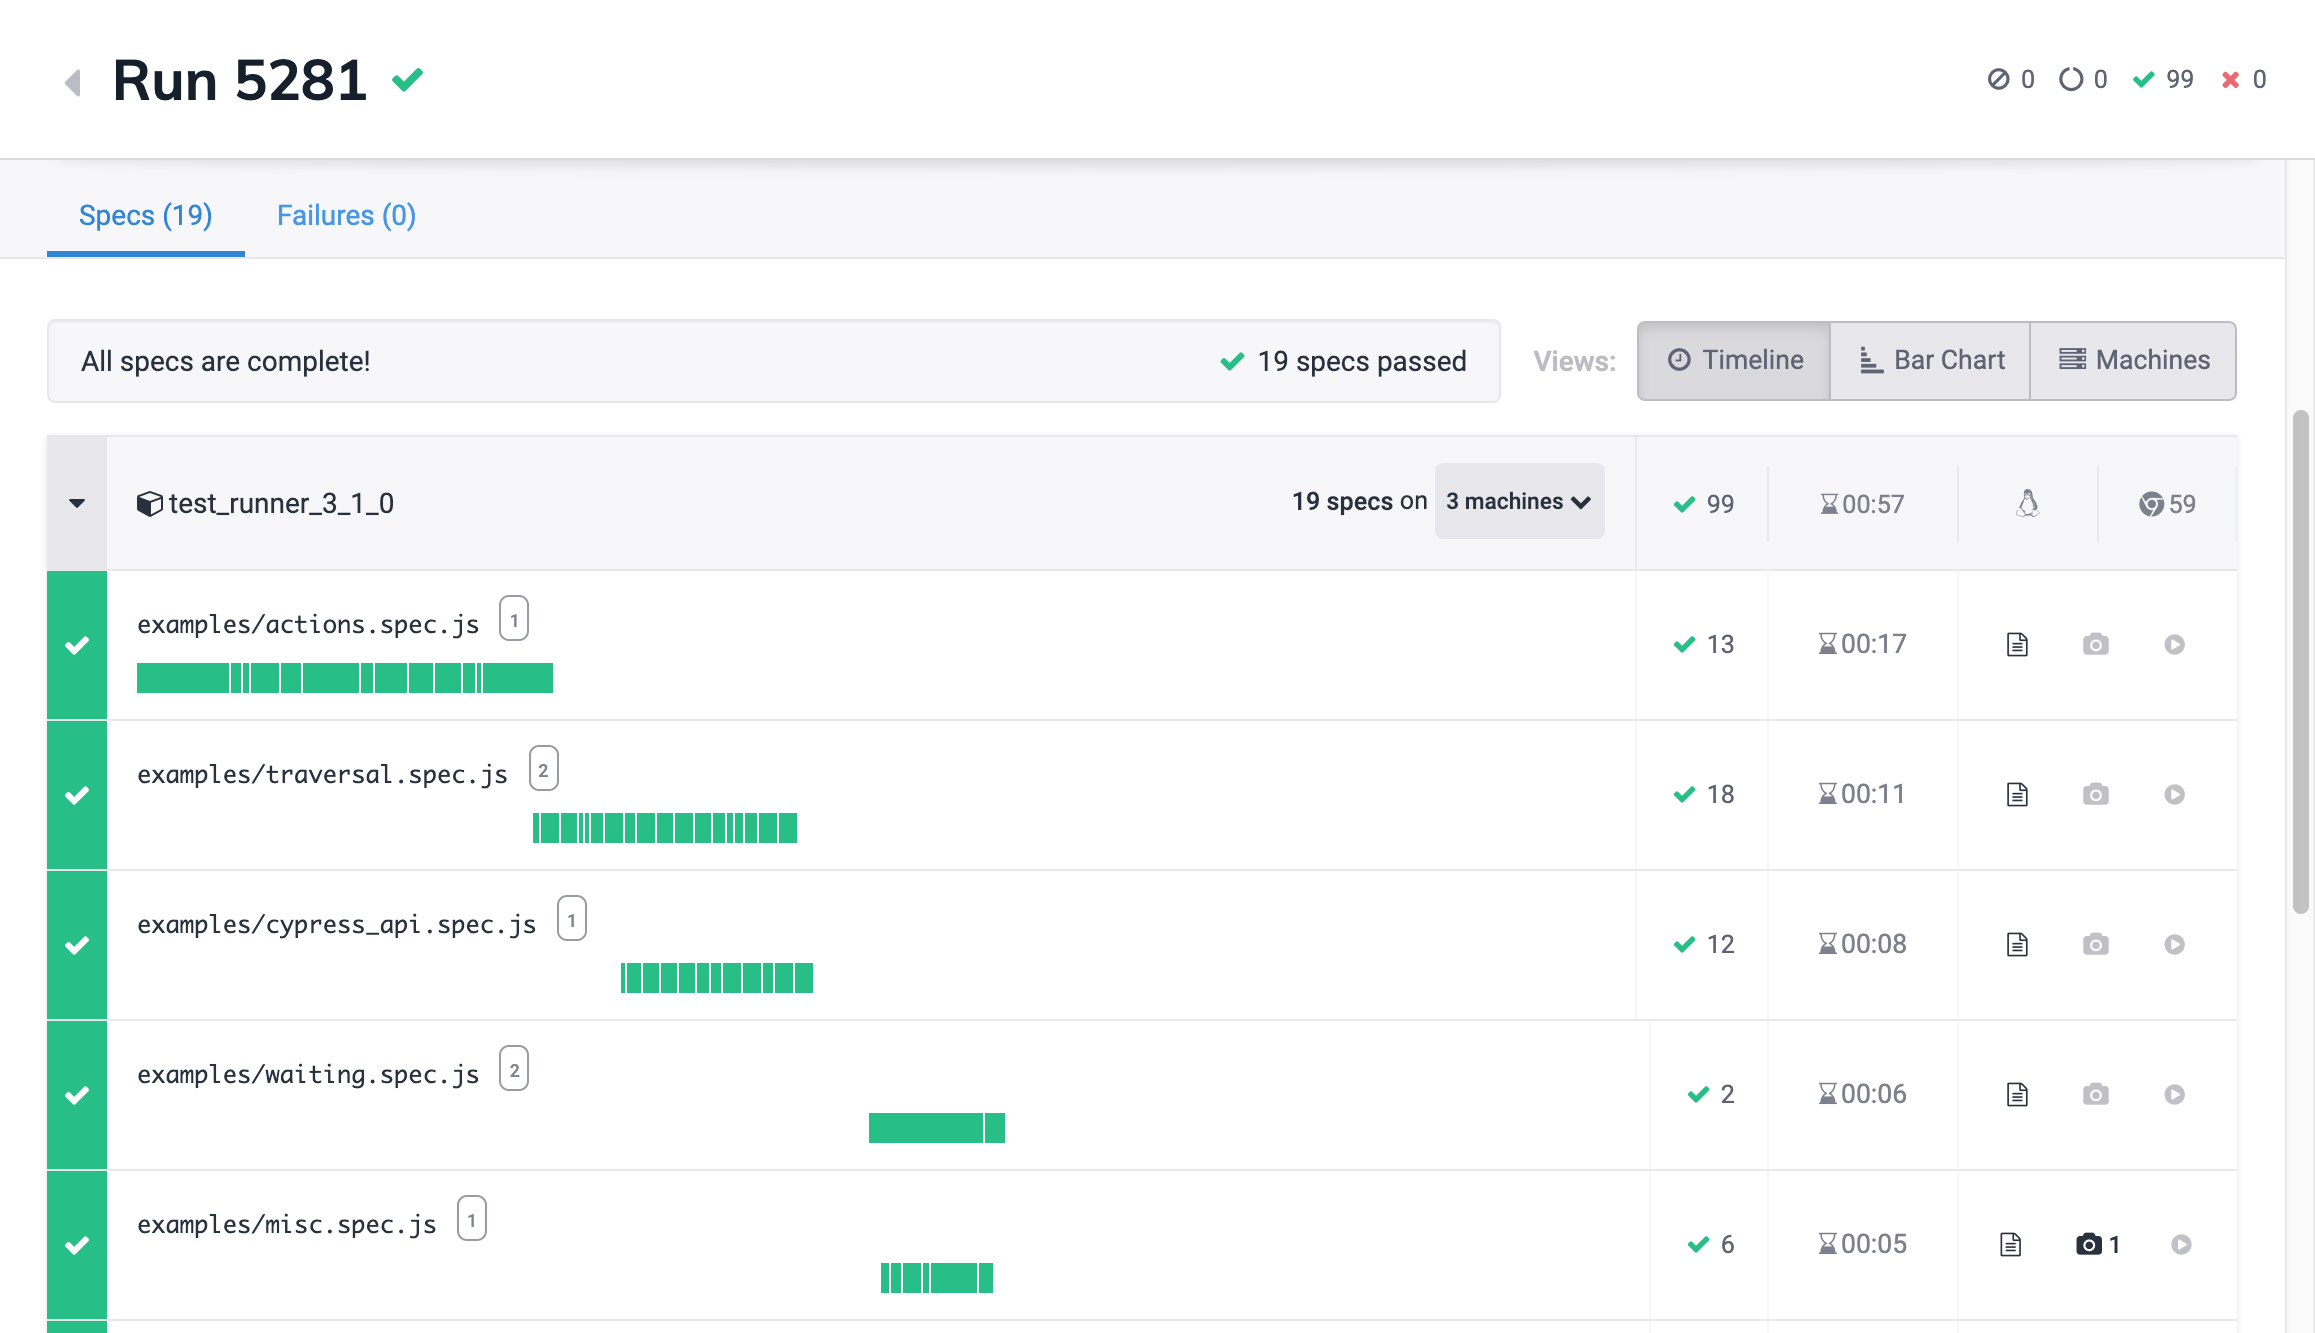 Run 5281
0 0 99 0
Specs (19) Failures (0)
All specs are complete! 19 specs passed Views: Timeline Bar Chart Machines
test_runner_3_1_0 19 specs on 3 machines 99 00:57 59
examples/actions.spec.js 1 13 00:17
examples/traversal.spec.js 2 18 00:11
examples/cypress_api.spec.js 1 12 00:08
examples/waiting.spec.js 2 2 00:06
examples/misc.spec.js 1 6 00:05 1